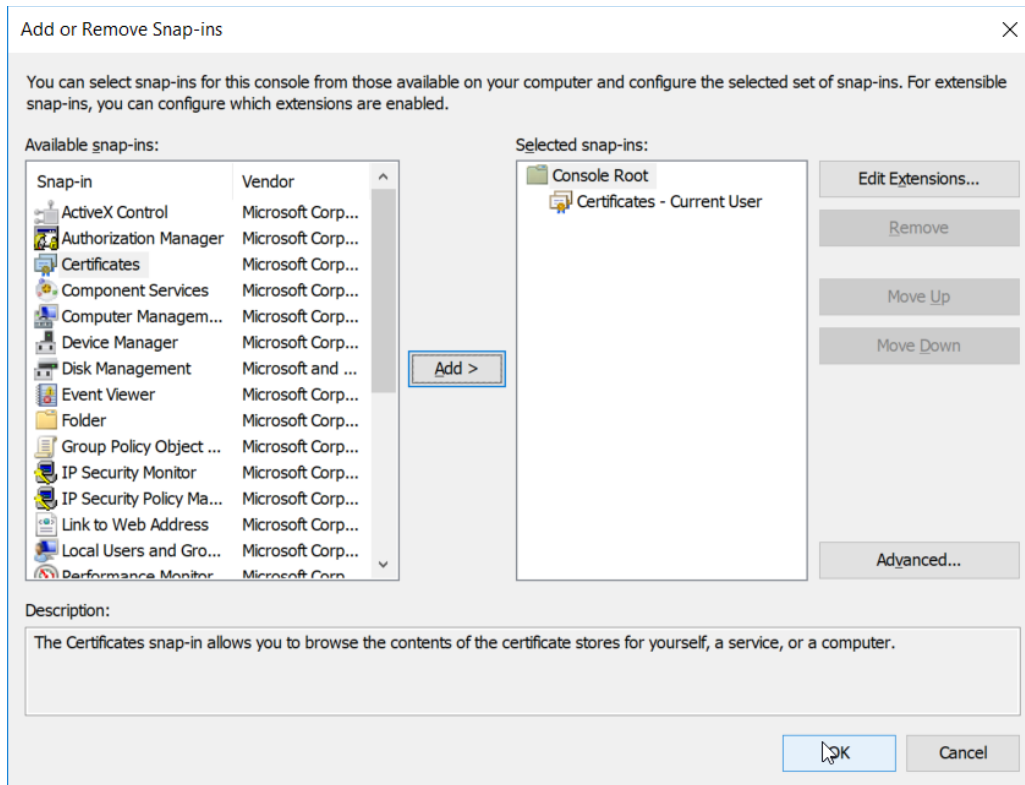 Add or Remove Snap-ins
You can select snap-ins for this console from those available on your computer and configure the selected set of snap-ins. For extensible
snap-ins, you can configure which extensions are enabled.
Available snap-ins:
Snap-in Vendor
ActiveX Control Microsoft Corp...
Authorization Manager Microsoft Corp...
Certificates Microsoft Corp...
Component Services Microsoft Corp...
Computer Managem... Microsoft Corp...
Device Manager Microsoft Corp...
Disk Management Microsoft and ...
Event Viewer Microsoft Corp...
Folder Microsoft Corp...
Group Policy Object ... Microsoft Corp...
IP Security Monitor Microsoft Corp...
IP Security Policy Ma... Microsoft Corp...
Link to Web Address Microsoft Corp...
Local Users and Gro... Microsoft Corp...
Performance Monitor Microsoft Corp
Add >
Selected snap-ins:
Console Root
Certificates - Current User
Edit Extensions...
Remove
Move Up
Move Down
Advanced...
Description:
The Certificates snap-in allows you to browse the contents of the certificate stores for yourself, a service, or a computer.
OK
Cancel